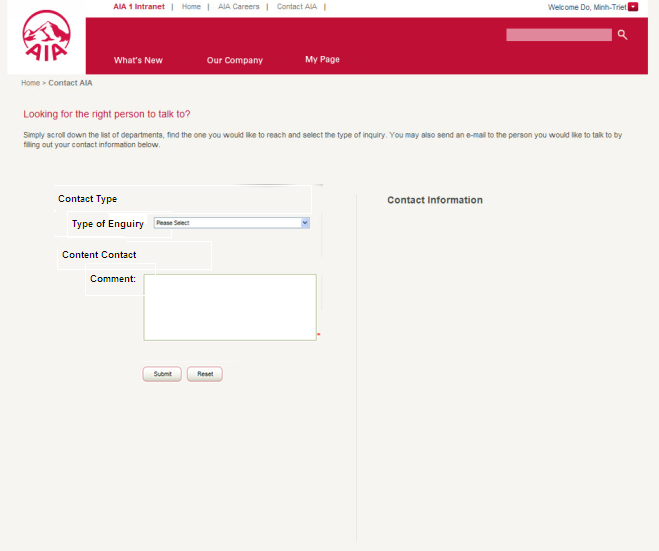 AIA 1 Intranet | Home | AIA Careers | Contact AIA | Welcome Do, Minh-Triet
AIA
What's New Our Company My Page
Home > Contact AIA
Looking for the right person to talk to?
Simply scroll down the list of departments, find the one you would like to reach and select the type of inquiry. You may also send an e-mail to the person you would like to talk to by
filling out your contact information below.
Contact Type
Contact Information
Type of Enguiry Please Select
Content Contact
Comment:
*
Submit Reset